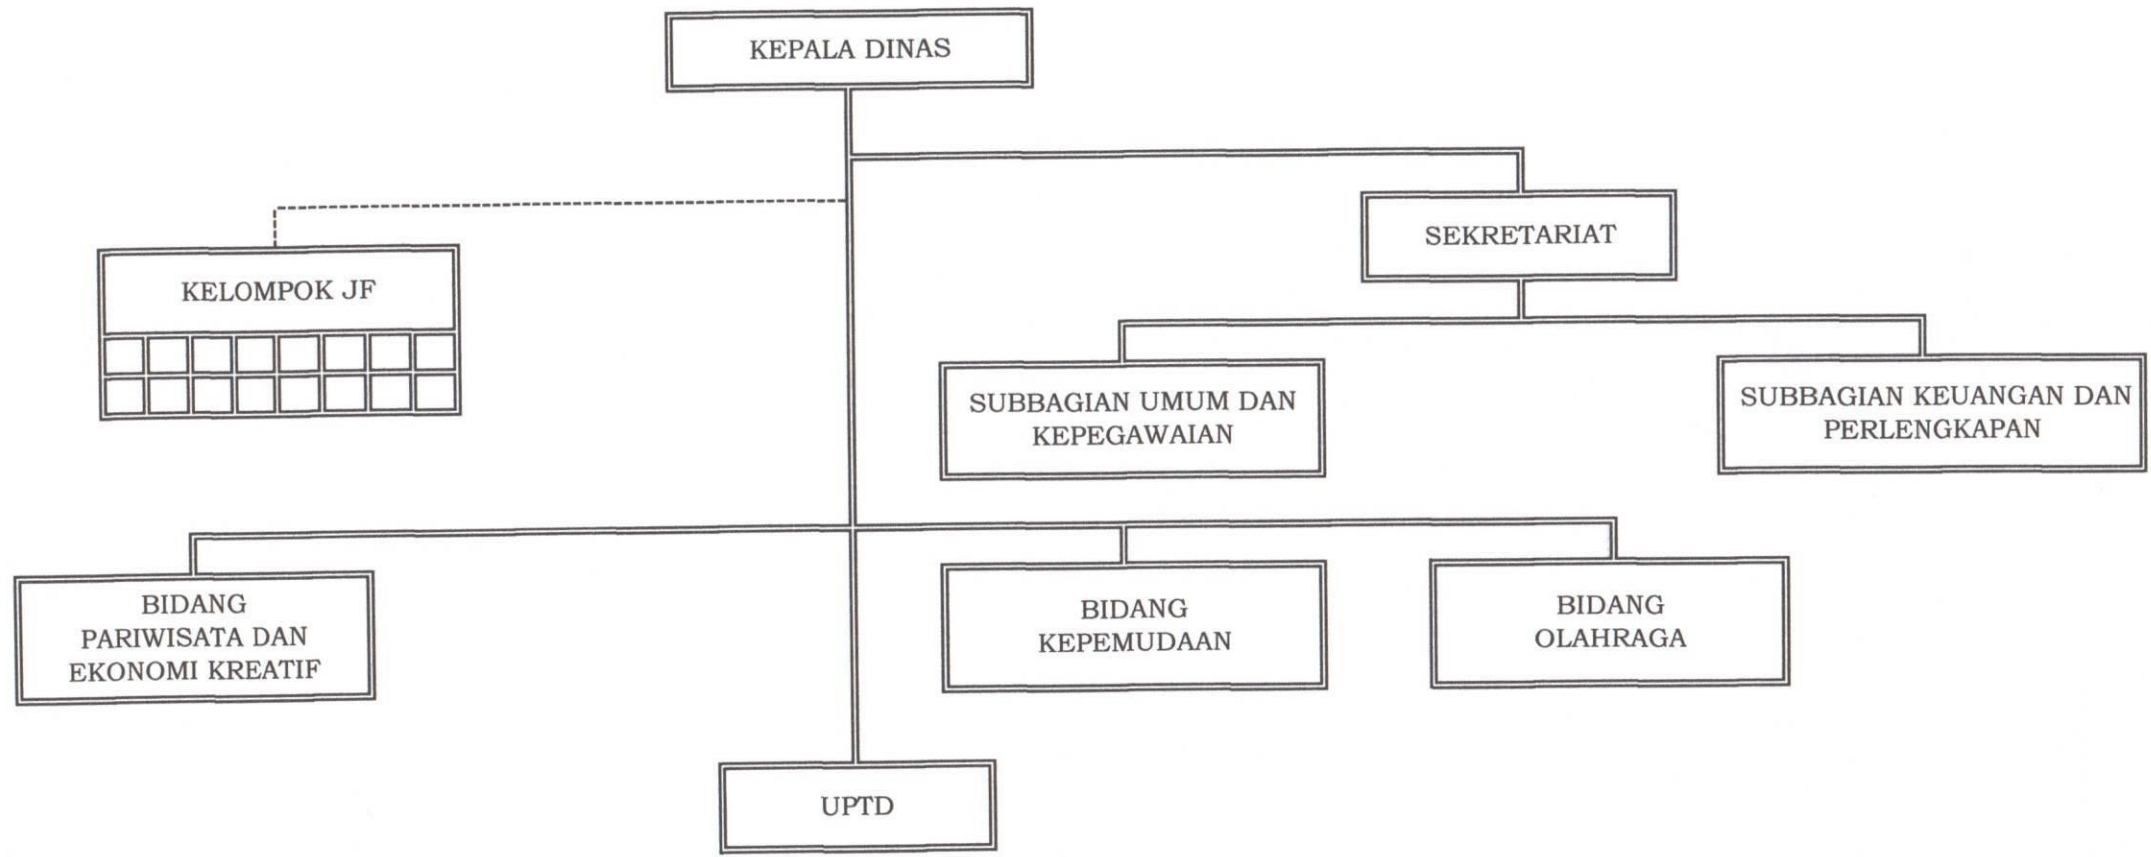 KEPALA DINAS
SEKRETARIAT
KELOMPOK JF
SUBBAGIAN UMUM DAN
KEPEGAWAIAN
SUBBAGIAN KEUANGAN DAN
PERLENGKAPAN
BIDANG
PARIWISATA DAN
EKONOMI KREATIF
BIDANG
KEPEMUDAAN
BIDANG
OLAHRAGA
UPTD